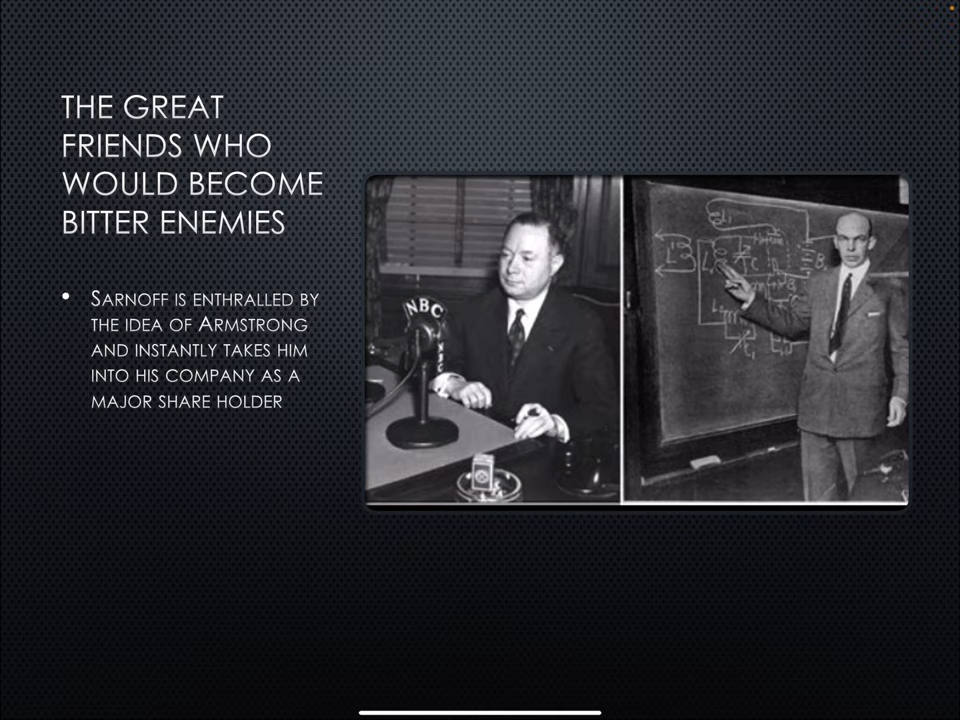 THE GREAT
FRIENDS WHO
WOULD BECOME
BITTER ENEMIES
• SARNOFF IS ENTHRALLED BY
THE IDEA OF ARMSTRONG
AND INSTANTLY TAKES HIM
INTO HIS COMPANY AS A
MAJOR SHARE HOLDER
NBC